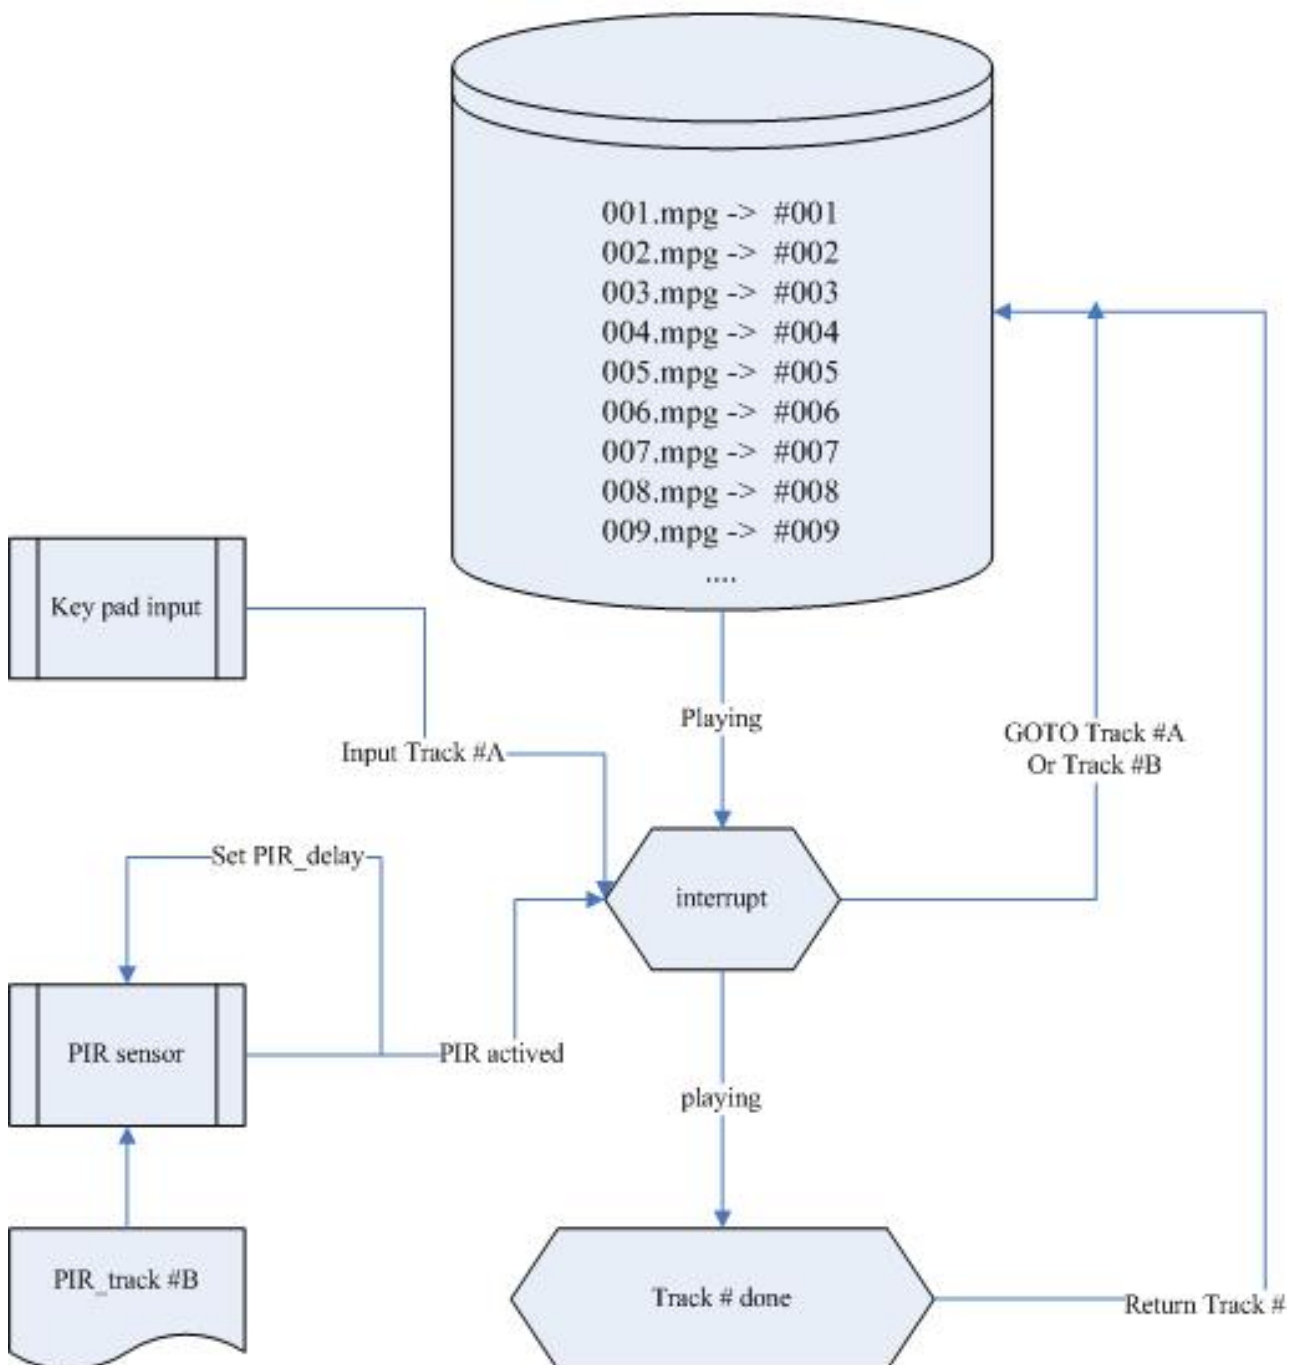 001.mpg -> #001
002.mpg -> #002
003.mpg -> #003
004.mpg -> #004
005.mpg -> #005
006.mpg -> #006
007.mpg -> #007
008.mpg -> #008
009.mpg -> #009
....
Key pad input
Playing
GOTO Track #A
Or Track #B
Input Track #A
Set PIR_delay
interrupt
PIR sensor
PIR actived
playing
PIR_track #B
Track # done
Return Track #